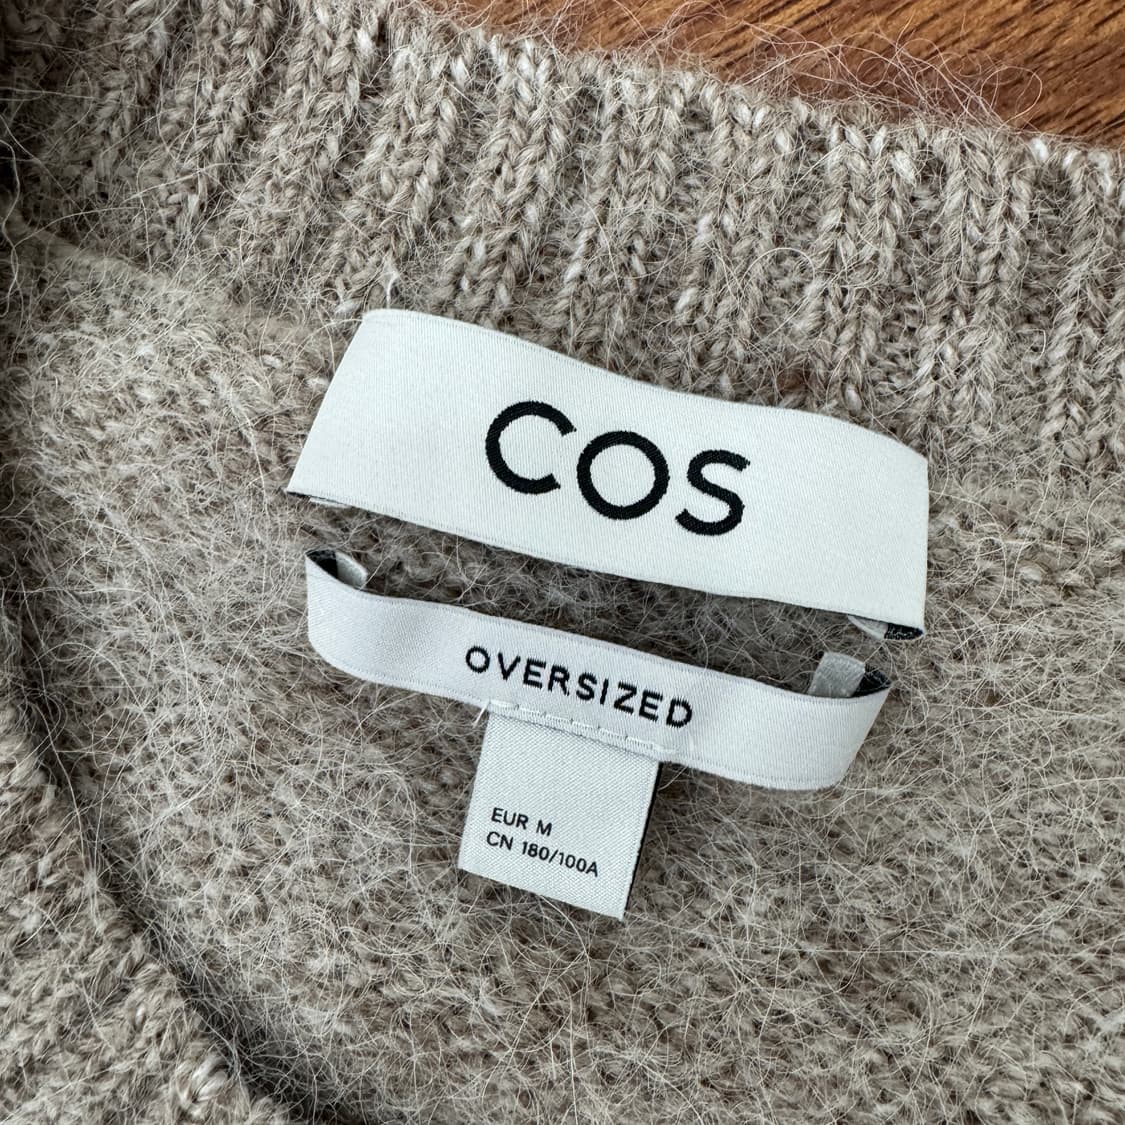 COS
OVERSIZED
EUR M
CN 180/100A